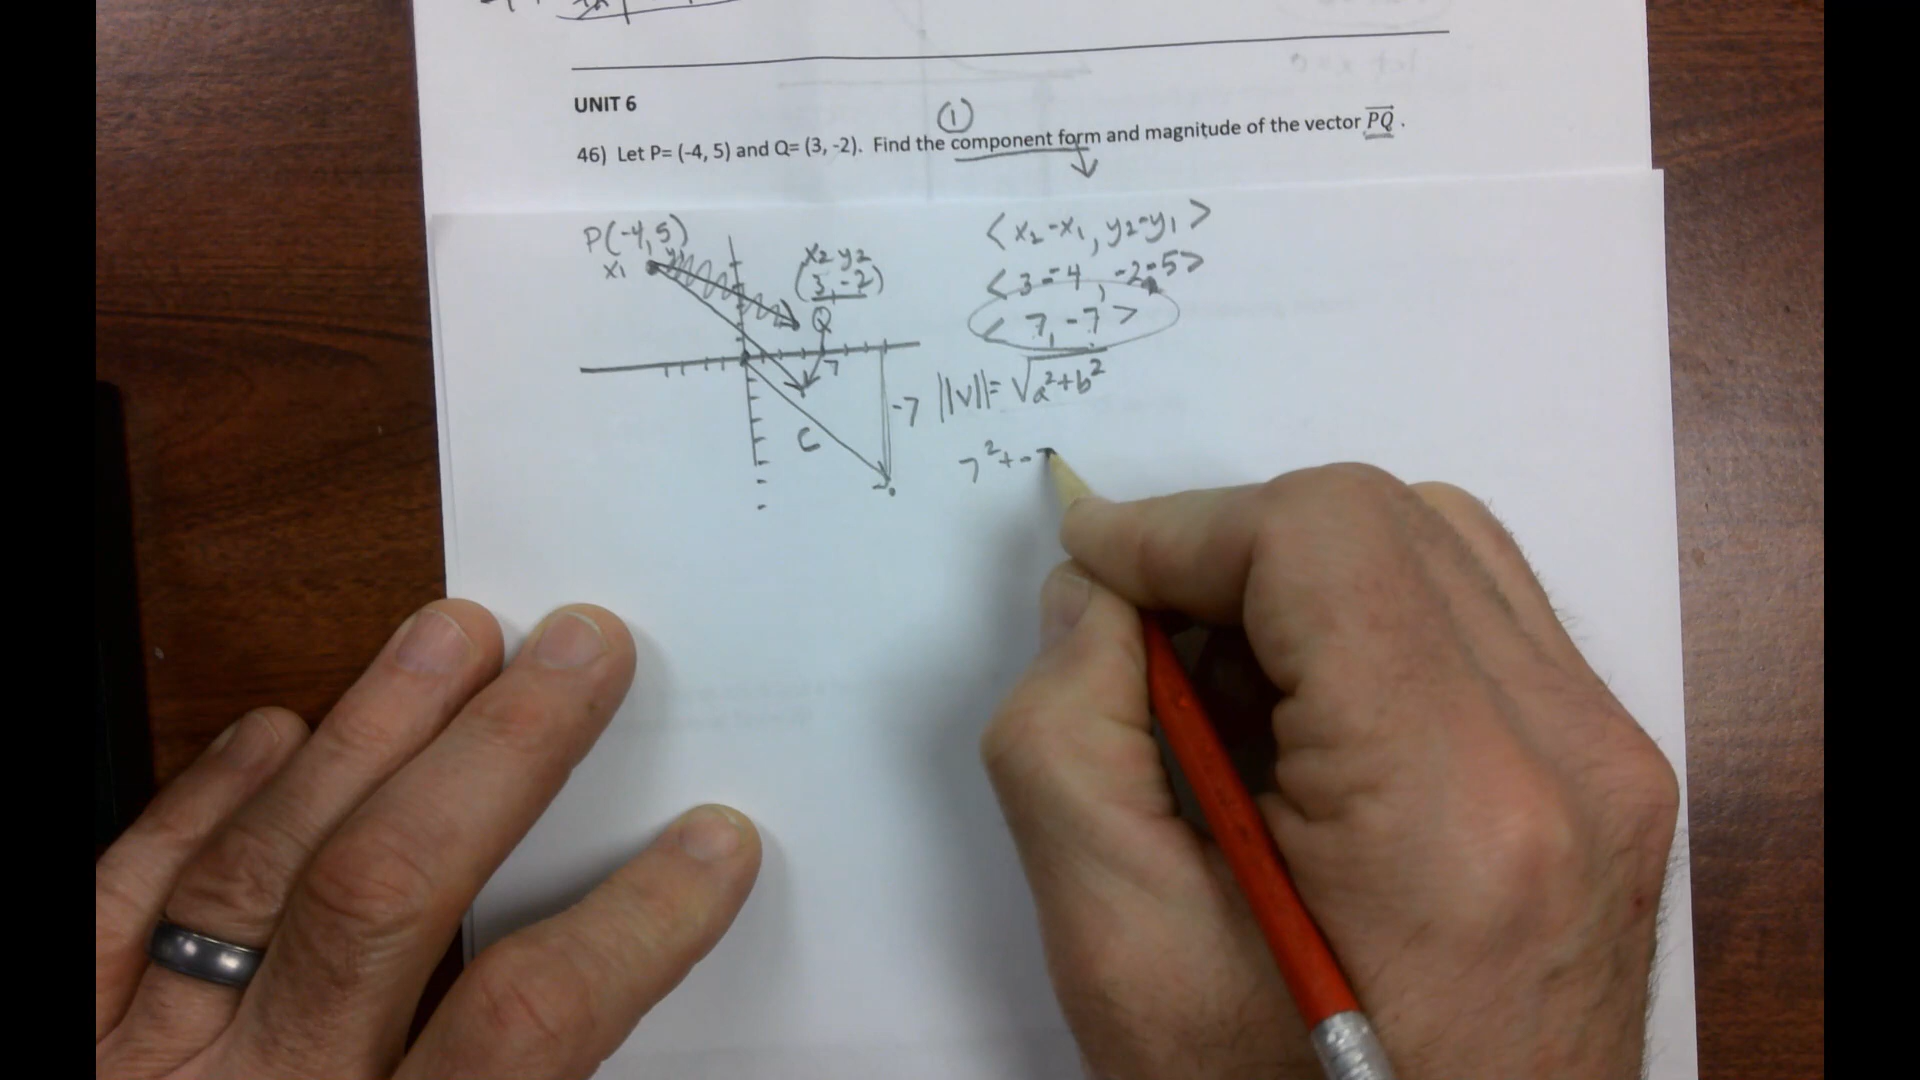 UNIT 6
①
46) Let P= (-4, 5) and Q= (3, -2). Find the component form and magnitude of the vector PQ .
P(-4,5)
x1 y1
x2 y2
(3,-2)
Q
7
-7
C
<x2-x1, y2-y1>
<3--4, -2-5>
<7, -7>
||v||=√a²+b²
7²+-7